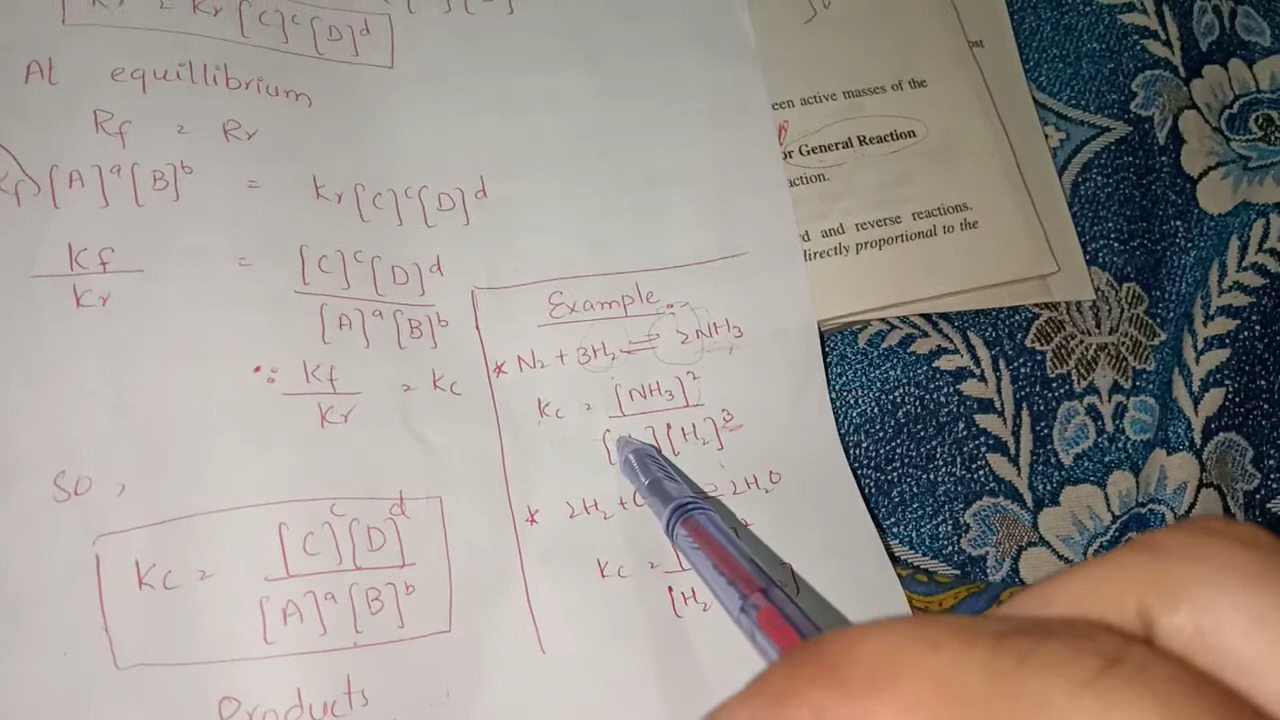 Kr [C]ᶜ[D]ᵈ
At equillibrium
Rf = Rr
[A]ᵃ[B]ᵇ = Kr[C]ᶜ[D]ᵈ
Kf/Kr = [C]ᶜ[D]ᵈ/[A]ᵃ[B]ᵇ
∵ Kf/Kr = Kc
So,
Kc = [C]ᶜ[D]ᵈ/[A]ᵃ[B]ᵇ
Products
Example
* N₂ + 3H₂ ⇌ 2NH₃
Kc = [NH₃]²/[ ][H₂]³
* 2H₂ + 2H₂O
Kc = [H₂
een active masses of the
or General Reaction
action.
d and reverse reactions.
directly proportional to the